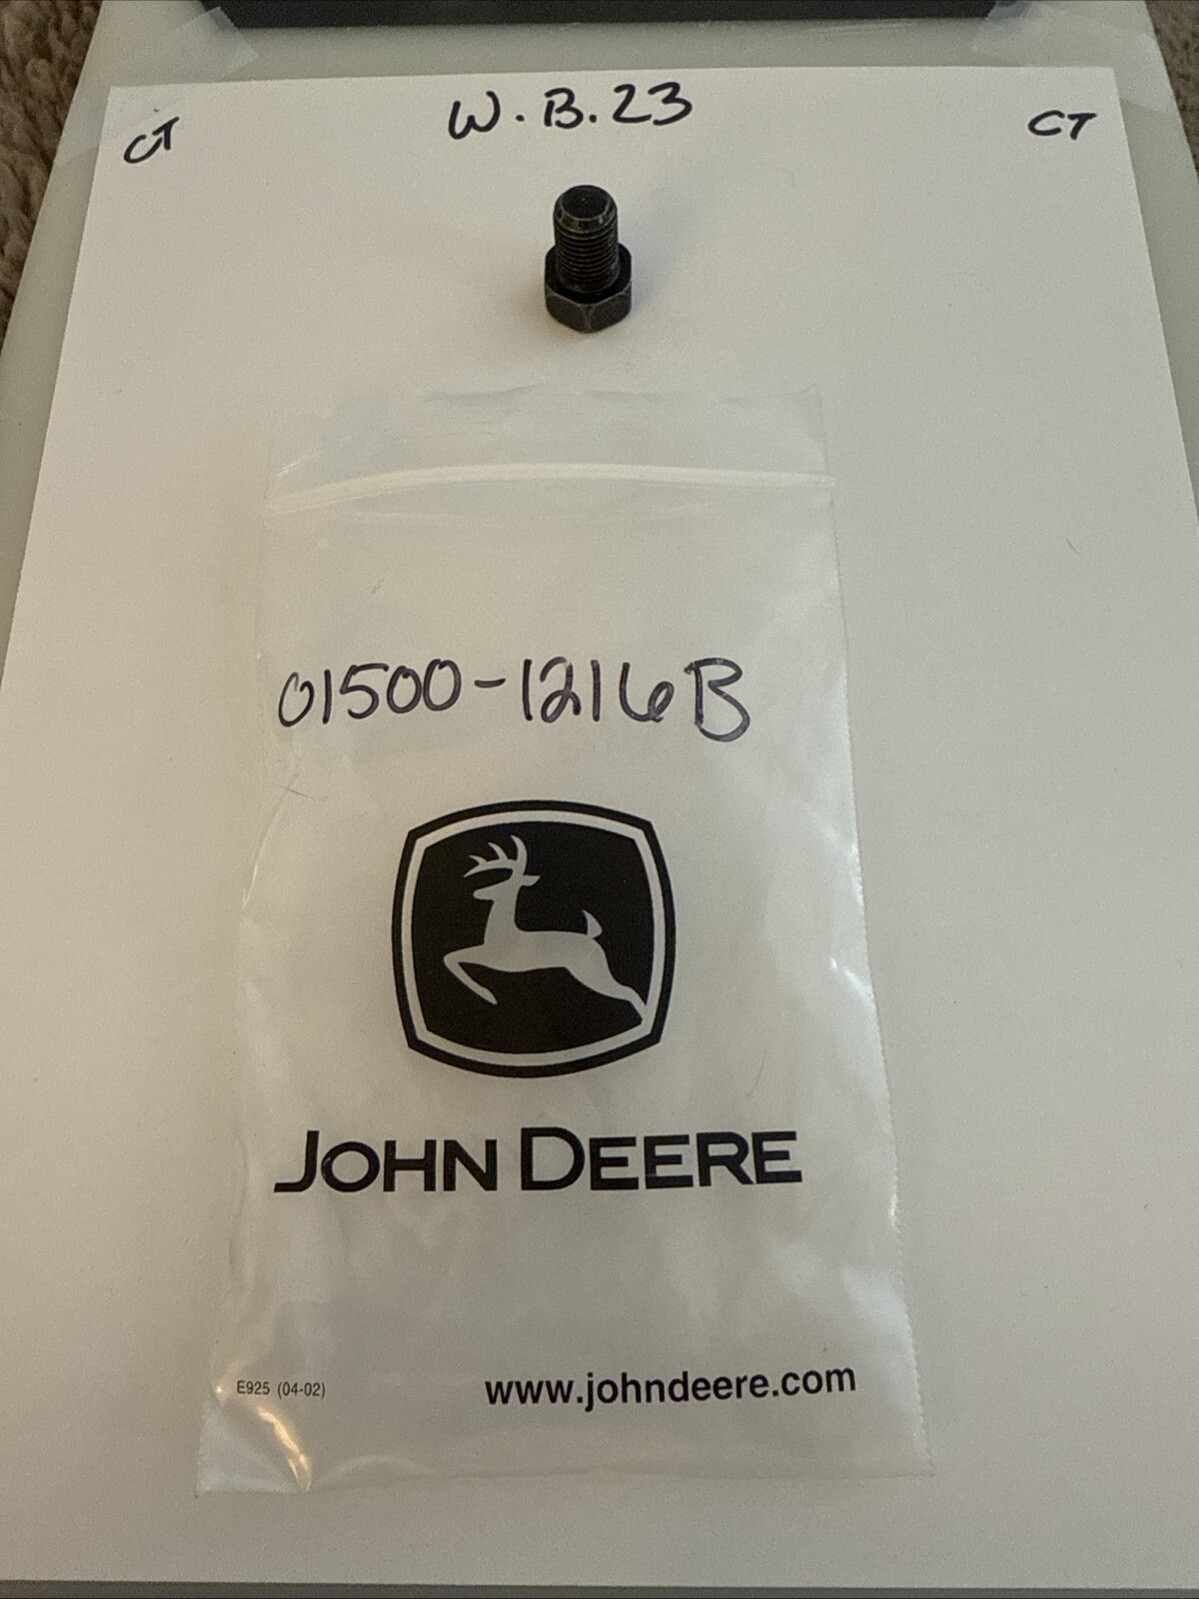 CT
W.B.23
CT
01500-1216B
JOHN DEERE
E925 (04-02)
www.johndeere.com